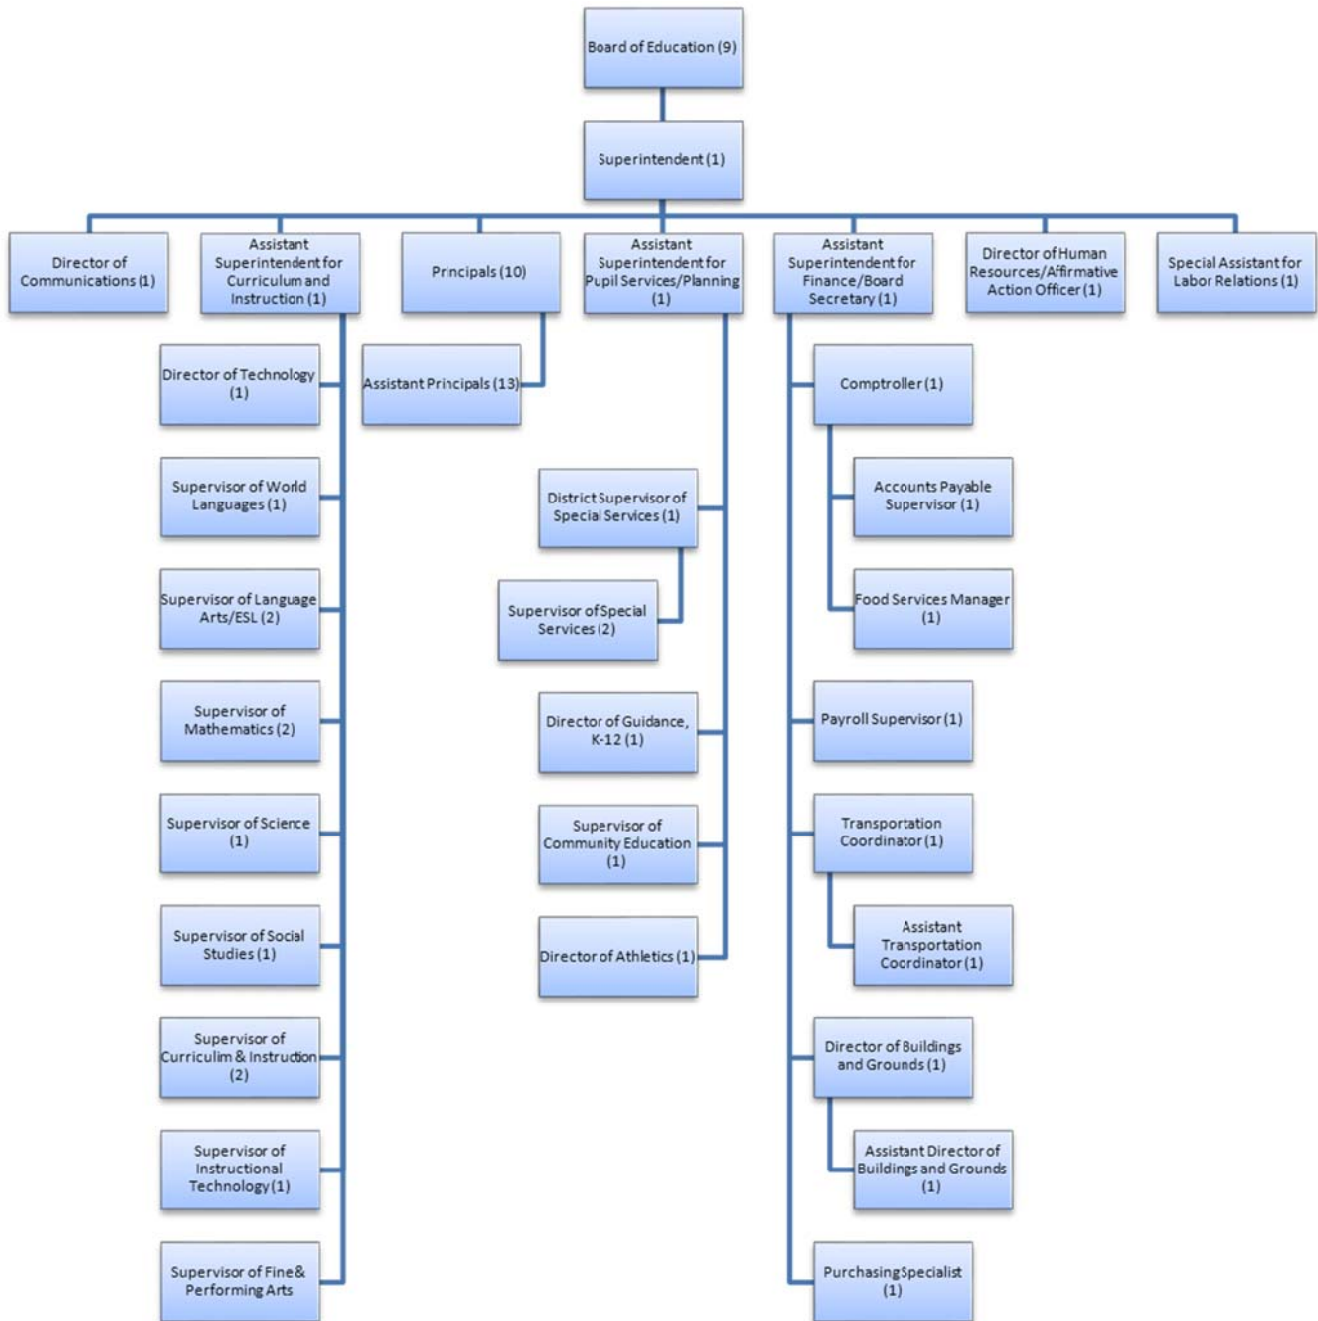 Board of Education (9)
Superintendent (1)
Director of
Communications (1)
Assistant
Superintendent for
Curriculum and
Instruction (1)
Principals (10)
Assistant
Superintendent for
Pupil Services/Planning
(1)
Assistant
Superintendent for
Finance/Board
Secretary (1)
Director of Human
Resources/Affirmative
Action Officer (1)
Special Assistant for
Labor Relations (1)
Director of Technology
(1)
Supervisor of World
Languages (1)
Supervisor of Language
Arts/ESL (2)
Supervisor of
Mathematics (2)
Supervisor of Science
(1)
Supervisor of Social
Studies (1)
Supervisor of
Curriculim & Instruction
(2)
Supervisor of
Instructional
Technology (1)
Supervisor of Fine &
Performing Arts
Assistant Principals (13)
District Supervisor of
Special Services (1)
Supervisor of Special
Services (2)
Director of Guidance,
K-12 (1)
Supervisor of
Community Education
(1)
Director of Athletics (1)
Comptroller (1)
Accounts Payable
Supervisor (1)
Food Services Manager
(1)
Payroll Supervisor (1)
Transportation
Coordinator (1)
Assistant
Transportation
Coordinator (1)
Director of Buildings
and Grounds (1)
Assistant Director of
Buildings and Grounds
(1)
Purchasing Specialist
(1)